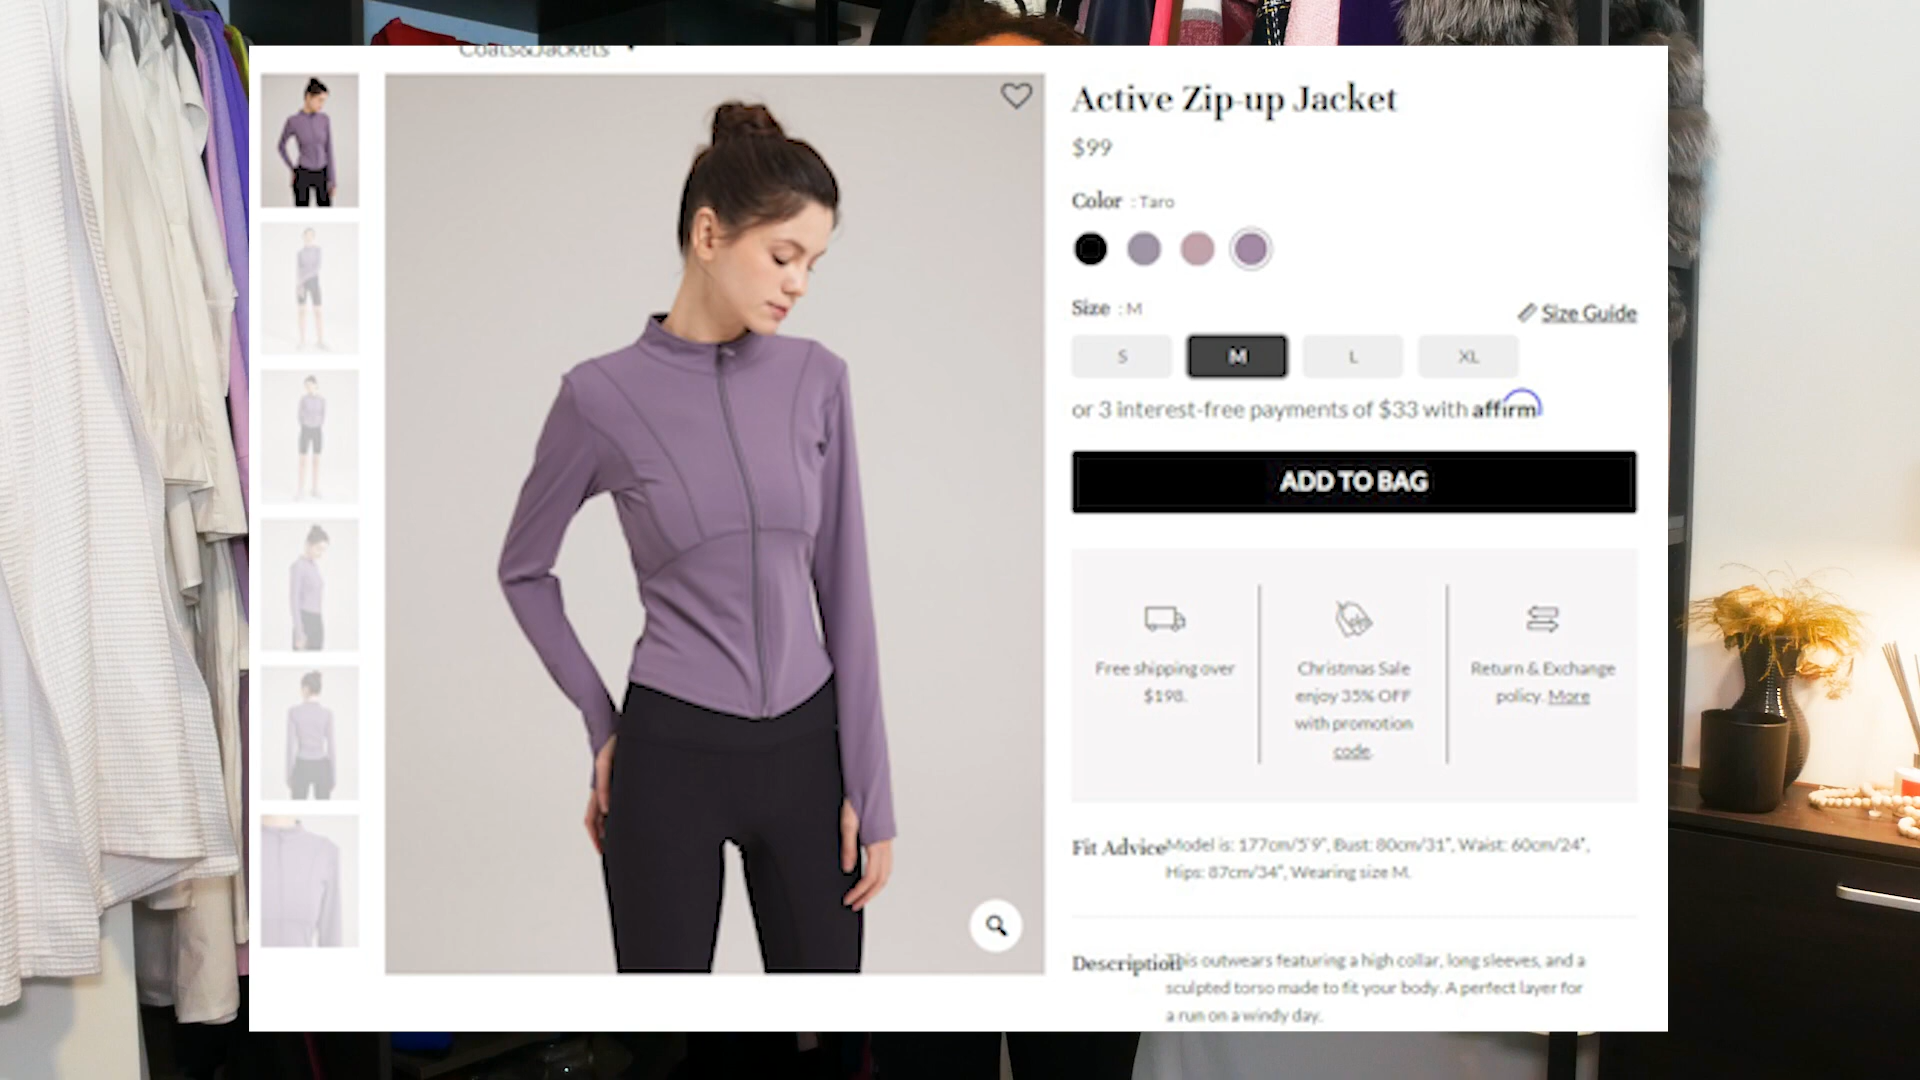 Coats&Jackets
Active Zip-up Jacket
$99
Color : Taro
Size : M
Size Guide
S
M
L
XL
or 3 interest-free payments of $33 with affirm
ADD TO BAG
Free shipping over
$198.
Christmas Sale
enjoy 35% OFF
with promotion
code.
Return & Exchange
policy. More
Fit Advice
Model is: 177cm/5'9", Bust: 80cm/31", Waist: 60cm/24",
Hips: 87cm/34", Wearing size M.
Description
This outwears featuring a high collar, long sleeves, and a
sculpted torso made to fit your body. A perfect layer for
a run on a windy day.